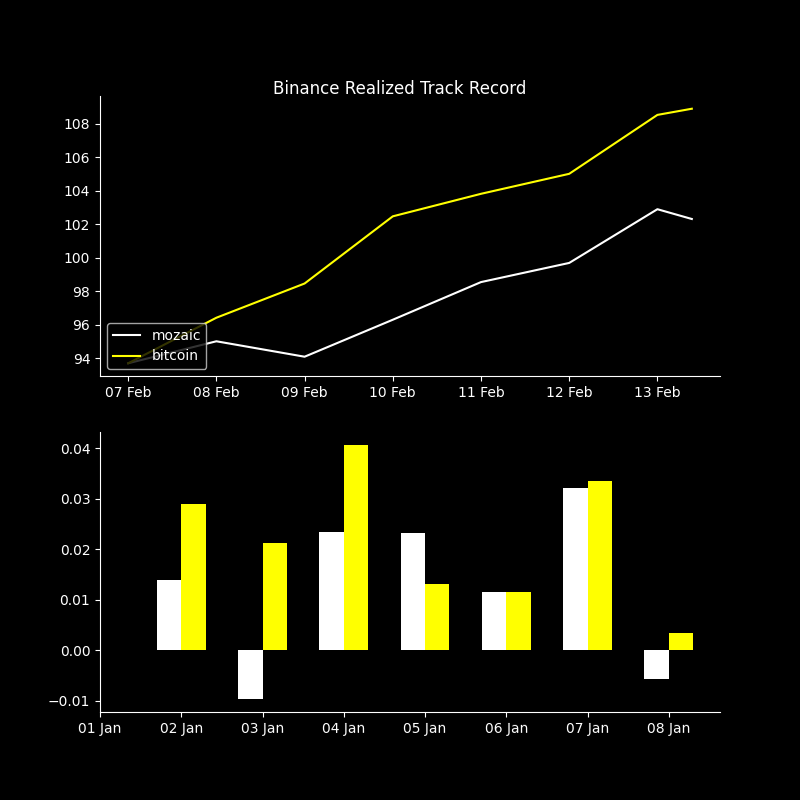 Binance Realized Track Record
108
106
104
102
100
98
96
94
mozaic
bitcoin
07 Feb 08 Feb 09 Feb 10 Feb 11 Feb 12 Feb 13 Feb
0.04
0.03
0.02
0.01
0.00
−0.01
01 Jan 02 Jan 03 Jan 04 Jan 05 Jan 06 Jan 07 Jan 08 Jan